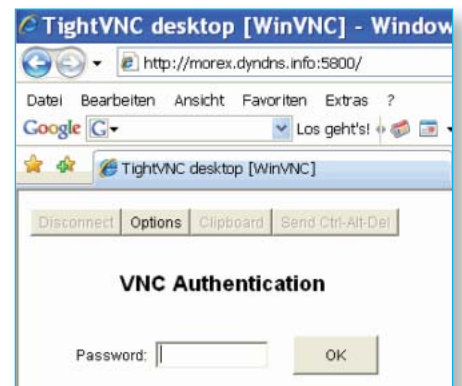 TightVNC desktop [WinVNC] - Window
http://morex.dyndns.info:5800/
Datei Bearbeiten Ansicht Favoriten Extras ?
Google G Los geht's!
TightVNC desktop [WinVNC]
Disconnect Options Clipboard Send Ctrl-Alt-Del
VNC Authentication
Password: OK